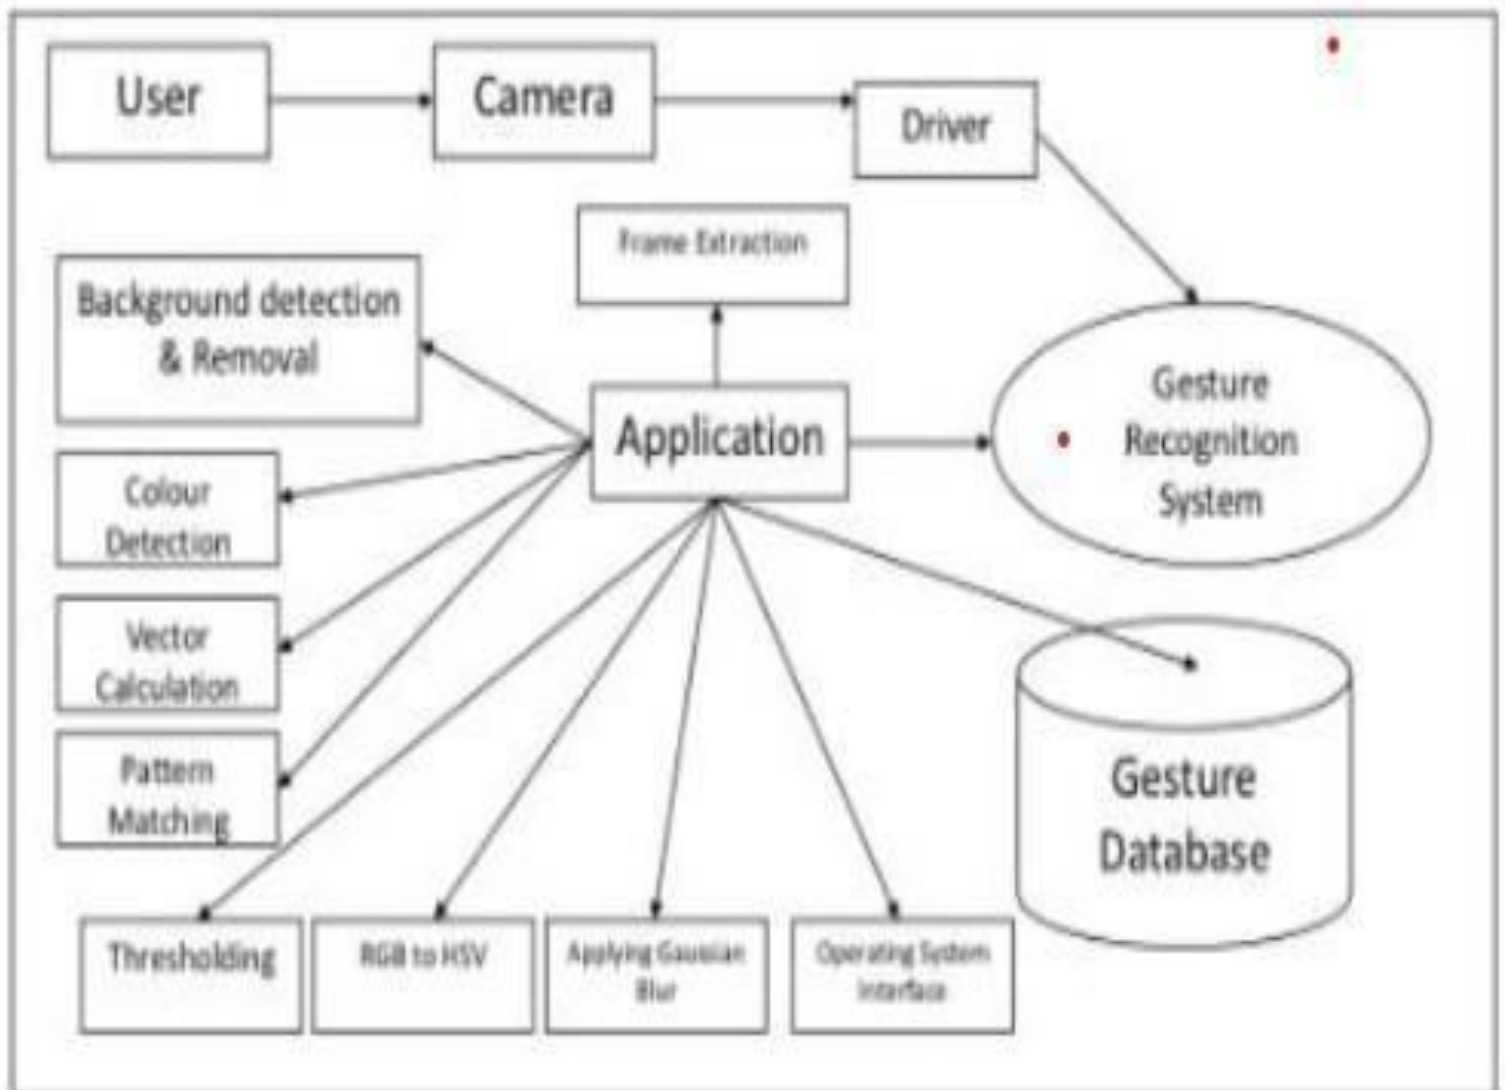 User
Camera
Driver
Frame Extraction
Background detection
& Removal
Application
Gesture
Recognition
System
Colour
Detection
Vector
Calculation
Pattern
Matching
Gesture
Database
Thresholding
RGB to HSV
Applying Gaussian
Blur
Operating System
Interface